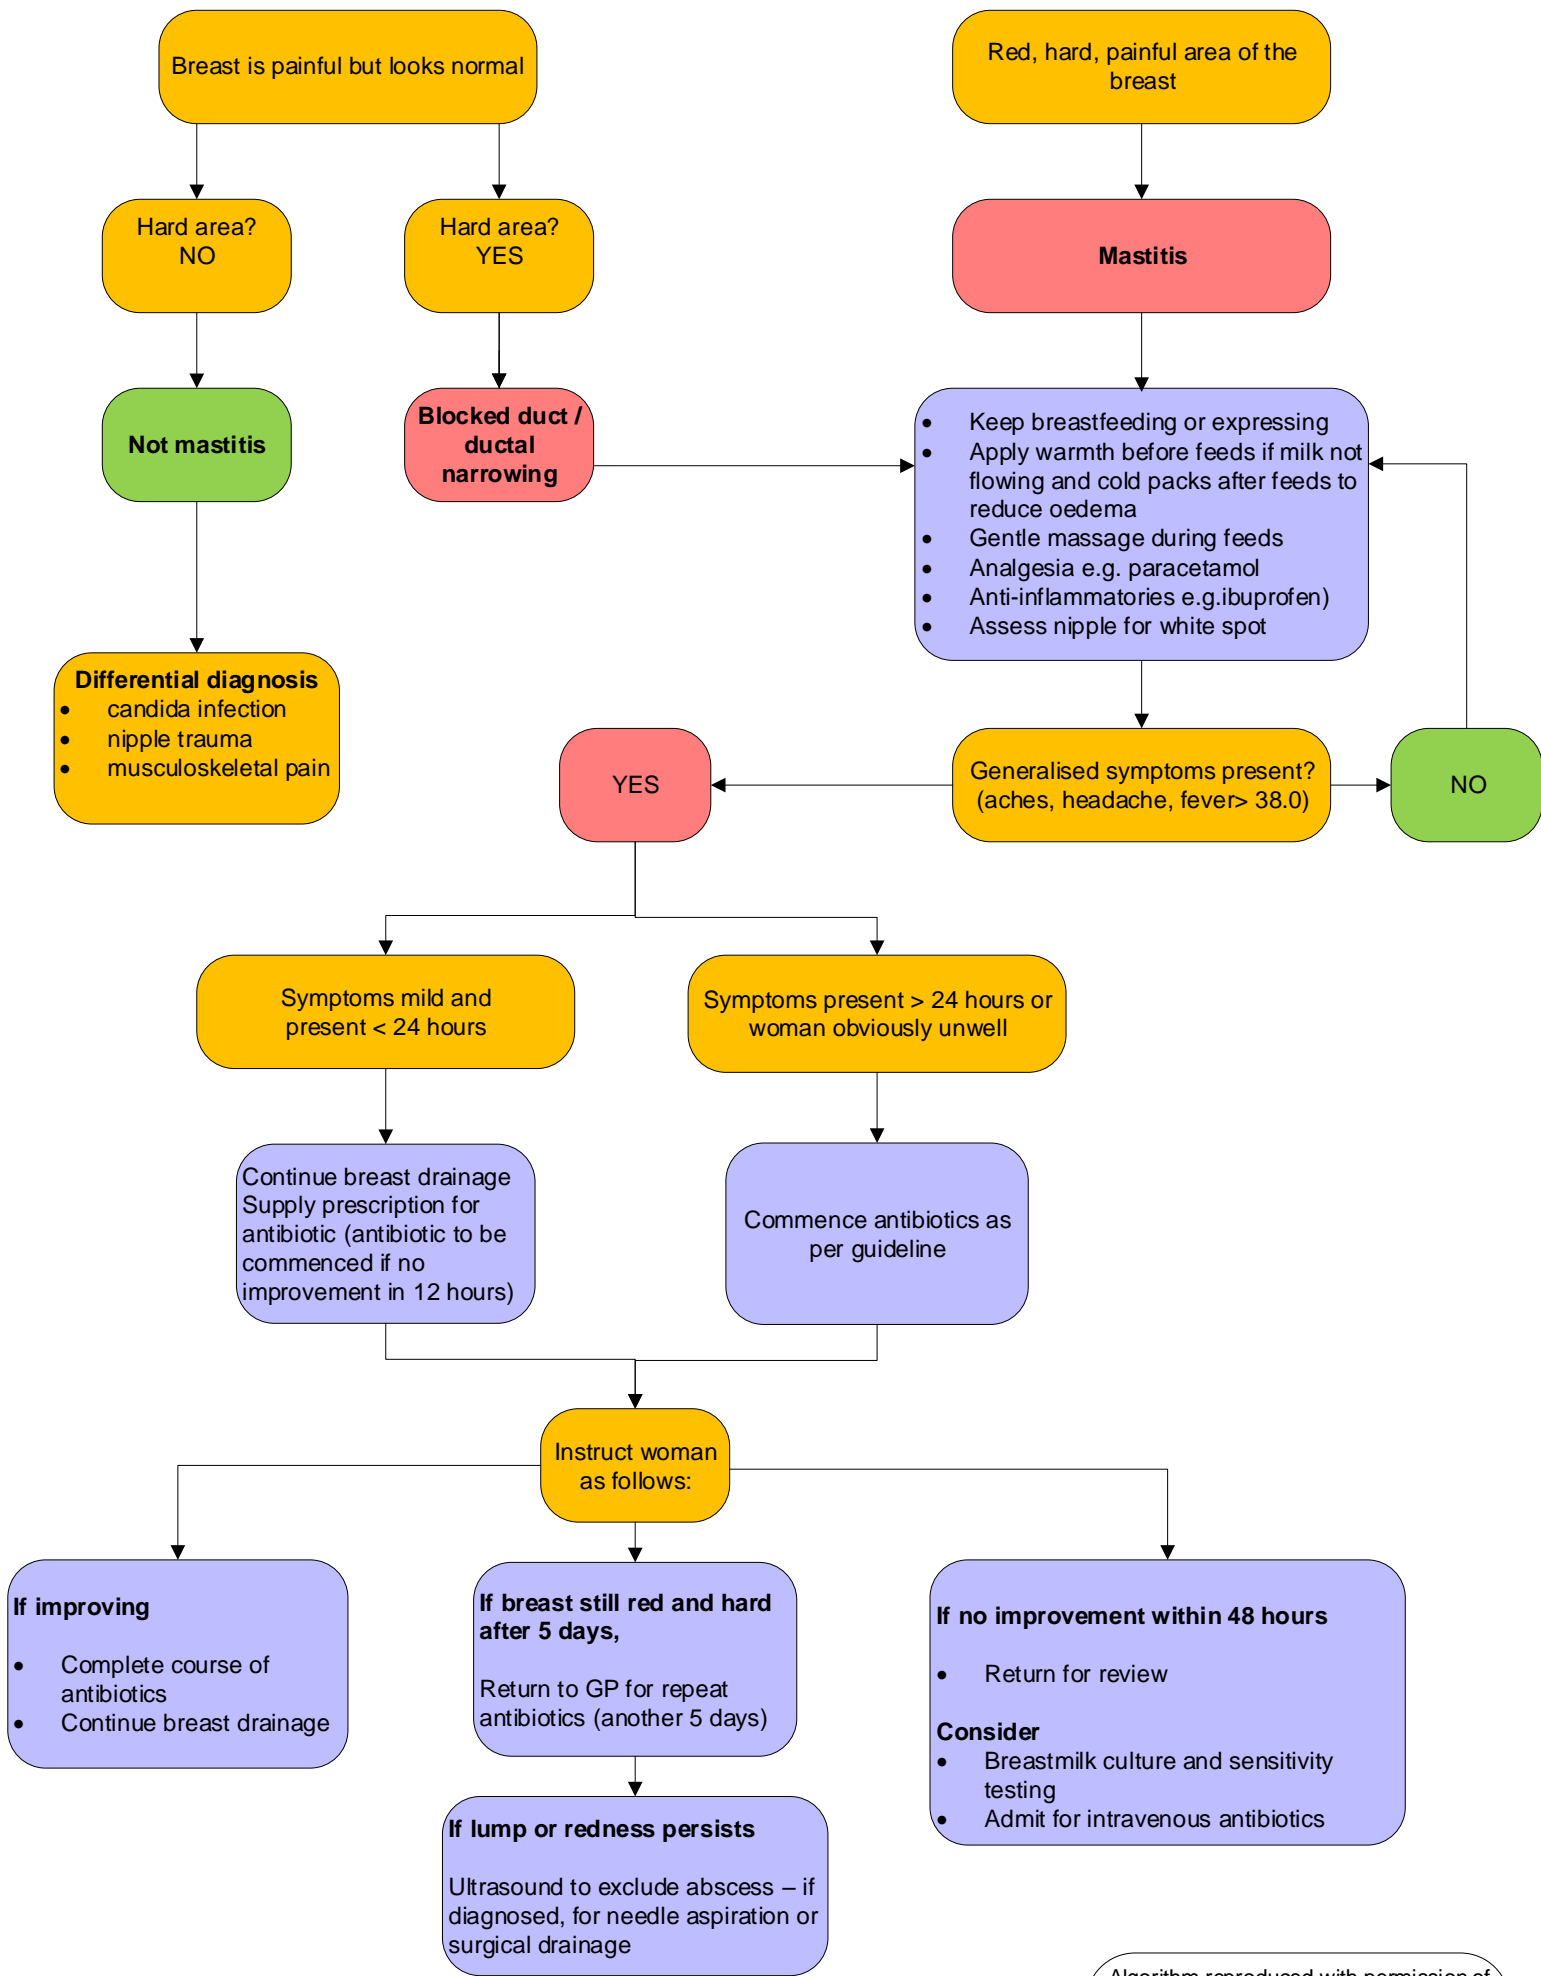 Breast is painful but looks normal
Red, hard, painful area of the
breast
Hard area?
NO
Hard area?
YES
Mastitis
Not mastitis
Blocked duct /
ductal
narrowing
• Keep breastfeeding or expressing
• Apply warmth before feeds if milk not
flowing and cold packs after feeds to
reduce oedema
• Gentle massage during feeds
• Analgesia e.g. paracetamol
• Anti-inflammatories e.g.ibuprofen)
• Assess nipple for white spot
Differential diagnosis
• candida infection
• nipple trauma
• musculoskeletal pain
YES
Generalised symptoms present?
(aches, headache, fever> 38.0)
NO
Symptoms mild and
present < 24 hours
Symptoms present > 24 hours or
woman obviously unwell
Continue breast drainage
Supply prescription for
antibiotic (antibiotic to be
commenced if no
improvement in 12 hours)
Commence antibiotics as
per guideline
Instruct woman
as follows:
If improving
• Complete course of
antibiotics
• Continue breast drainage
If breast still red and hard
after 5 days,
Return to GP for repeat
antibiotics (another 5 days)
If no improvement within 48 hours
• Return for review
Consider
• Breastmilk culture and sensitivity
testing
• Admit for intravenous antibiotics
If lump or redness persists
Ultrasound to exclude abscess – if
diagnosed, for needle aspiration or
surgical drainage
Algorithm reproduced with permission of